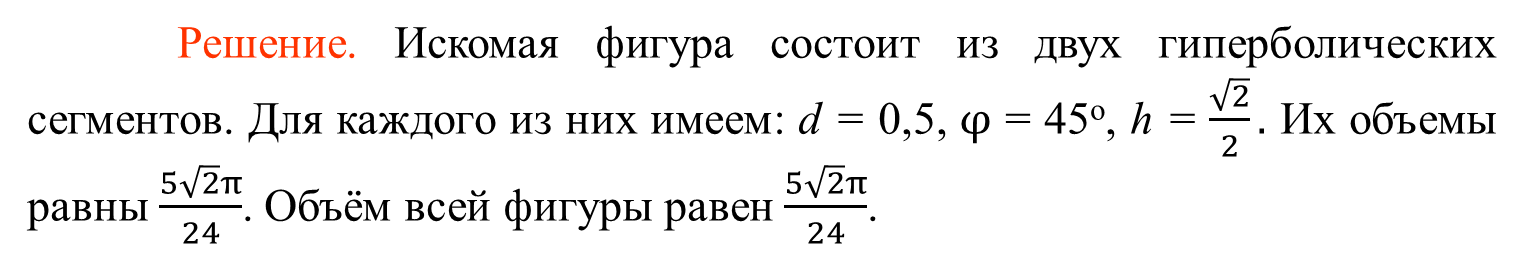 Решение. Искомая фигура состоит из двух гиперболических
сегментов. Для каждого из них имеем: d = 0,5, φ = 45º, h = √2/2. Их объемы
равны 5√2π/24. Объём всей фигуры равен 5√2π/24.